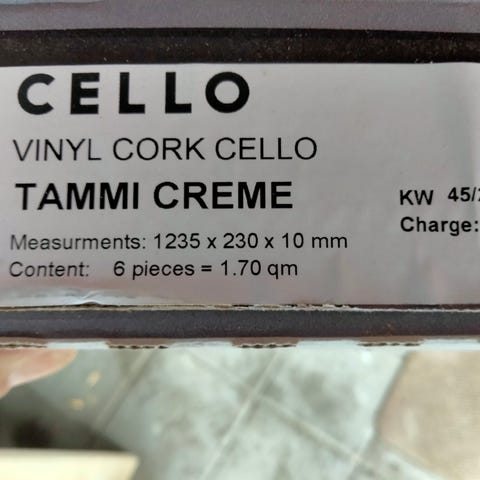 CELLO
VINYL CORK CELLO
TAMMI CREME
KW 45/
Measurments: 1235 x 230 x 10 mm
Charge:
Content: 6 pieces = 1.70 qm